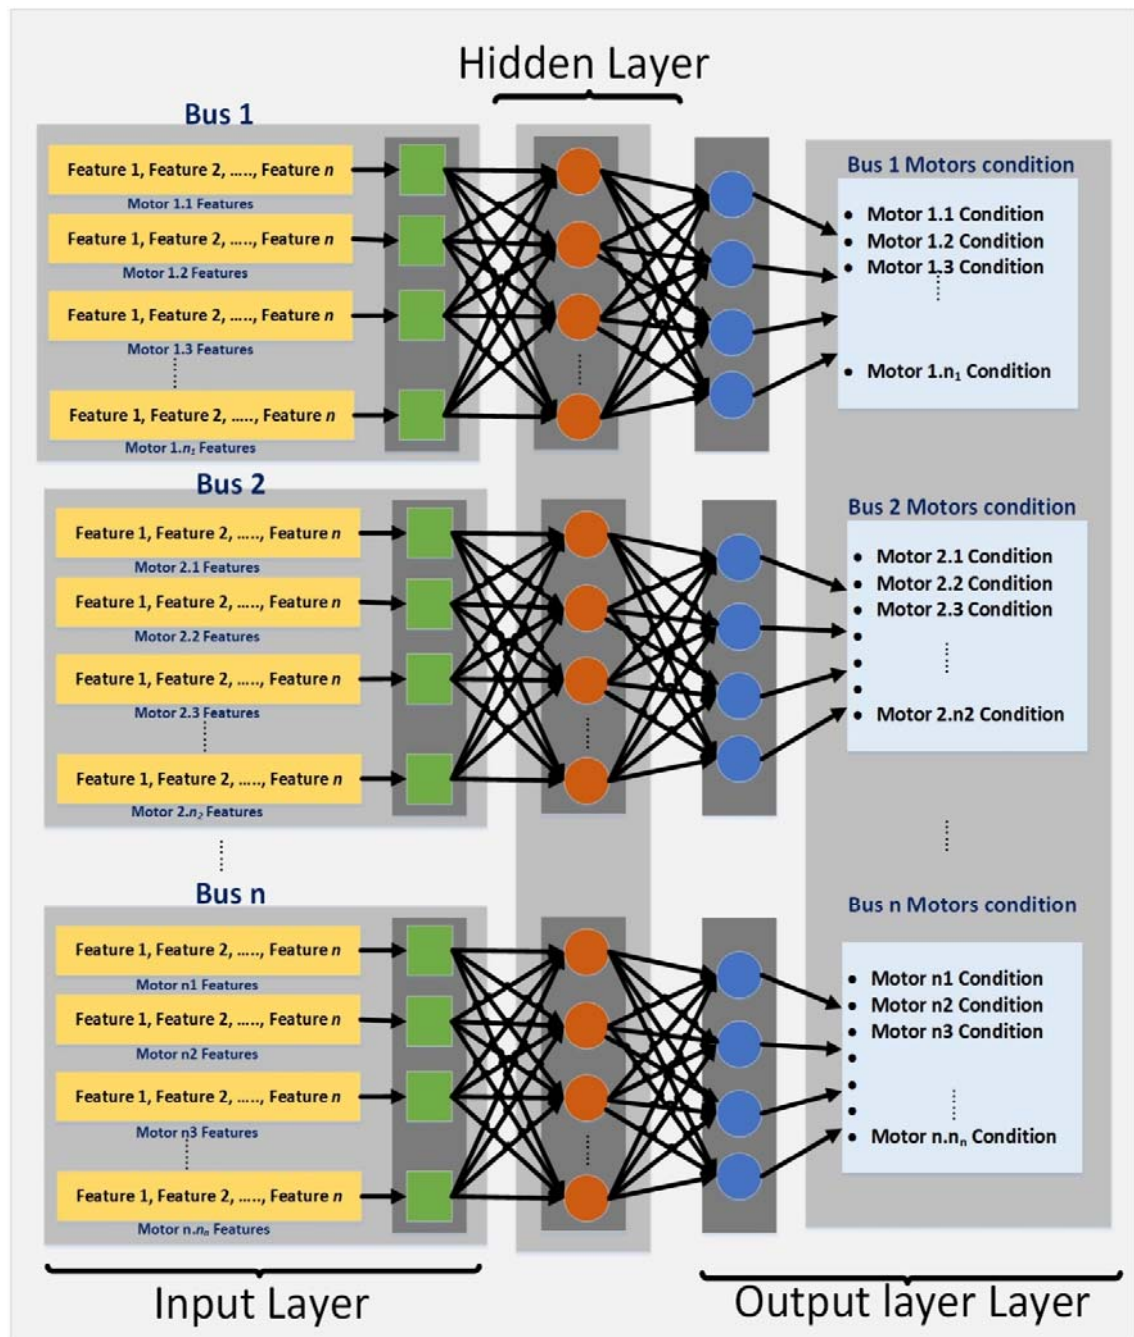 Hidden Layer
Bus 1
Feature 1, Feature 2, ....., Feature n
Motor 1.1 Features
Feature 1, Feature 2, ....., Feature n
Motor 1.2 Features
Feature 1, Feature 2, ....., Feature n
Motor 1.3 Features
Feature 1, Feature 2, ....., Feature n
Motor 1.n₁ Features
Bus 1 Motors condition
• Motor 1.1 Condition
• Motor 1.2 Condition
• Motor 1.3 Condition
• Motor 1.n₁ Condition
Bus 2
Feature 1, Feature 2, ....., Feature n
Motor 2.1 Features
Feature 1, Feature 2, ....., Feature n
Motor 2.2 Features
Feature 1, Feature 2, ....., Feature n
Motor 2.3 Features
Feature 1, Feature 2, ....., Feature n
Motor 2.n₂ Features
Bus 2 Motors condition
• Motor 2.1 Condition
• Motor 2.2 Condition
• Motor 2.3 Condition
•
•
•
• Motor 2.n2 Condition
Bus n
Feature 1, Feature 2, ....., Feature n
Motor n1 Features
Feature 1, Feature 2, ....., Feature n
Motor n2 Features
Feature 1, Feature 2, ....., Feature n
Motor n3 Features
Feature 1, Feature 2, ....., Feature n
Motor n.nₙ Features
Bus n Motors condition
• Motor n1 Condition
• Motor n2 Condition
• Motor n3 Condition
•
•
•
• Motor n.nₙ Condition
Input Layer
Output layer Layer